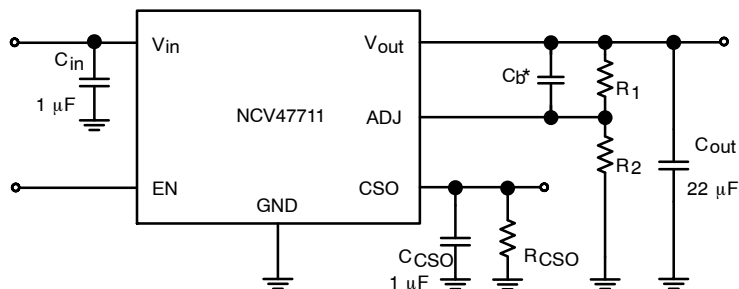 Vin
Vout
Cin
1 μF
Cb*
R1
NCV47711
ADJ
Cout
22 μF
R2
EN
CSO
GND
CCSO
1 μF
RCSO